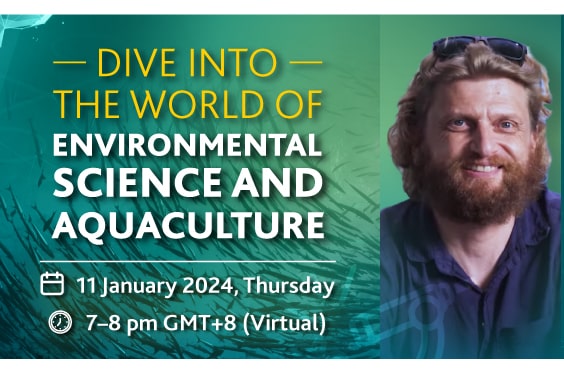 — DIVE INTO —
THE WORLD OF
ENVIRONMENTAL
SCIENCE AND
AQUACULTURE
11 January 2024, Thursday
7–8 pm GMT+8 (Virtual)